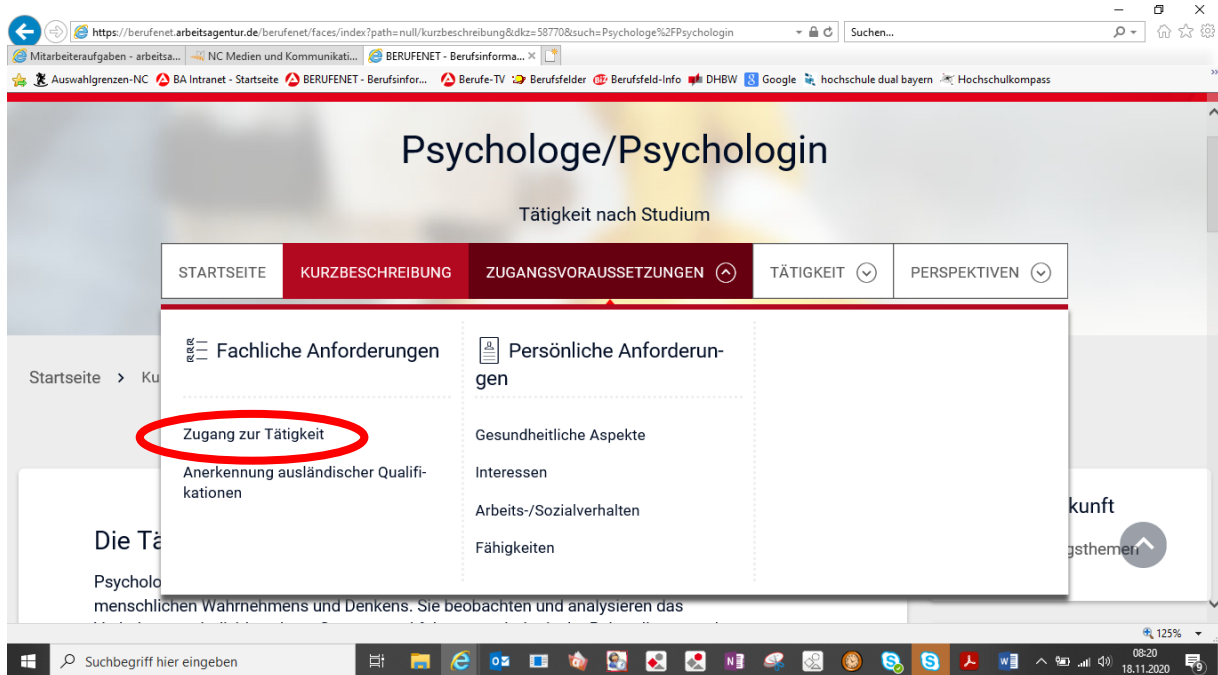 https://berufenet.arbeitsagentur.de/berufenet/faces/index?path=null/kurzbeschreibung&dkz=58770&such=Psychologe%2FPsychologin
Suchen...
Mitarbeiteraufgaben - arbeitsa...
NC Medien und Kommunikati...
BERUFENET - Berufsinforma...
Auswahlgrenzen-NC
BA Intranet - Startseite
BERUFENET - Berufsinfor...
Berufe-TV
Berufsfelder
Berufsfeld-Info
DHBW
Google
hochschule dual bayern
Hochschulkompass
Psychologe/Psychologin
Tätigkeit nach Studium
STARTSEITE
KURZBESCHREIBUNG
ZUGANGSVORAUSSETZUNGEN
TÄTIGKEIT
PERSPEKTIVEN
Fachliche Anforderungen
Persönliche Anforderun-
gen
Startseite > Ku
Zugang zur Tätigkeit
Anerkennung ausländischer Qualifi-
kationen
Gesundheitliche Aspekte
Interessen
Arbeits-/Sozialverhalten
Fähigkeiten
kunft
gsthemen
Die Tä
Psycholo
menschlichen Wahrnehmens und Denkens. Sie beobachten und analysieren das
125%
Suchbegriff hier eingeben
08:20
18.11.2020